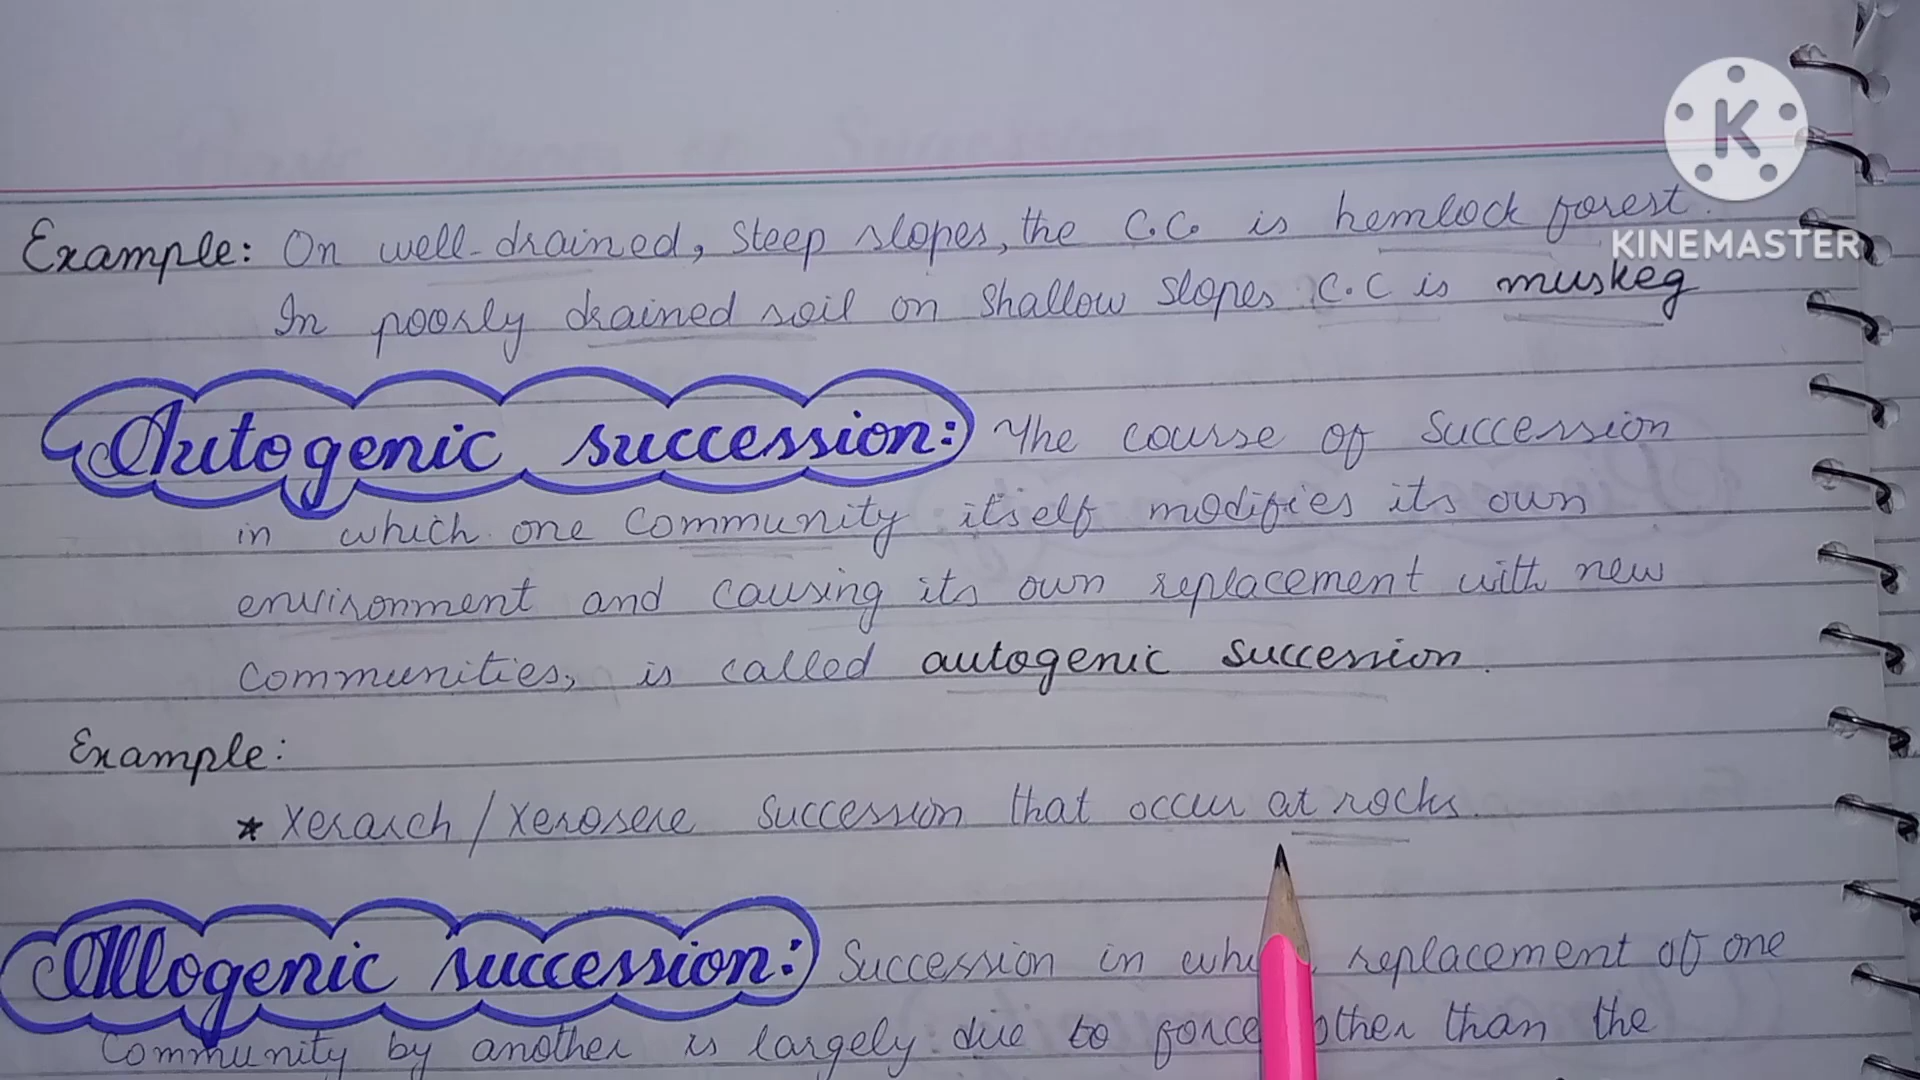 Example: On well-drained, steep slopes, the C.C. is hemlock forest.
In poorly drained soil on shallow slopes C.C is muskeg
Autogenic succession: The course of succession
in which one community itself modifies its own
environment and causing its own replacement with new
communities, is called autogenic succession.
Example:
* Xerarch/Xerosere succession that occur at rocks.
Allogenic succession: Succession in replacement of one
community by another is largely due to force other than the
K
KINEMASTER